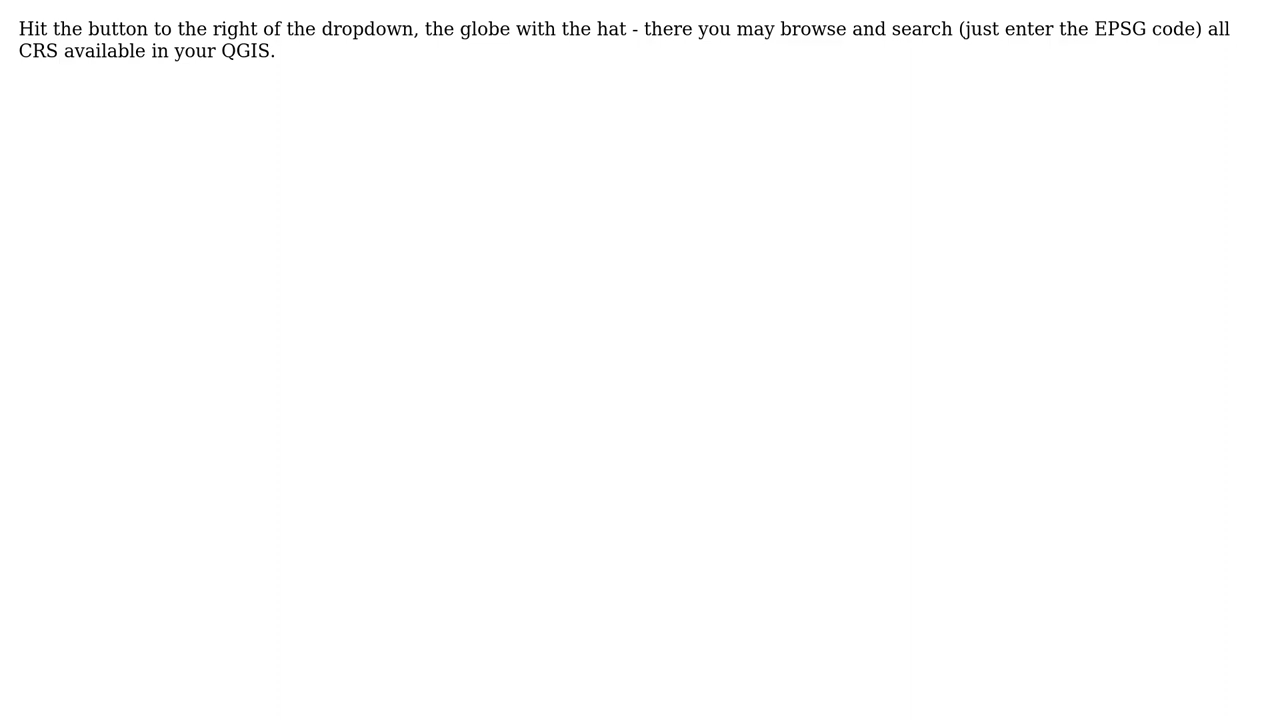 Hit the button to the right of the dropdown, the globe with the hat - there you may browse and search (just enter the EPSG code) all
CRS available in your QGIS.